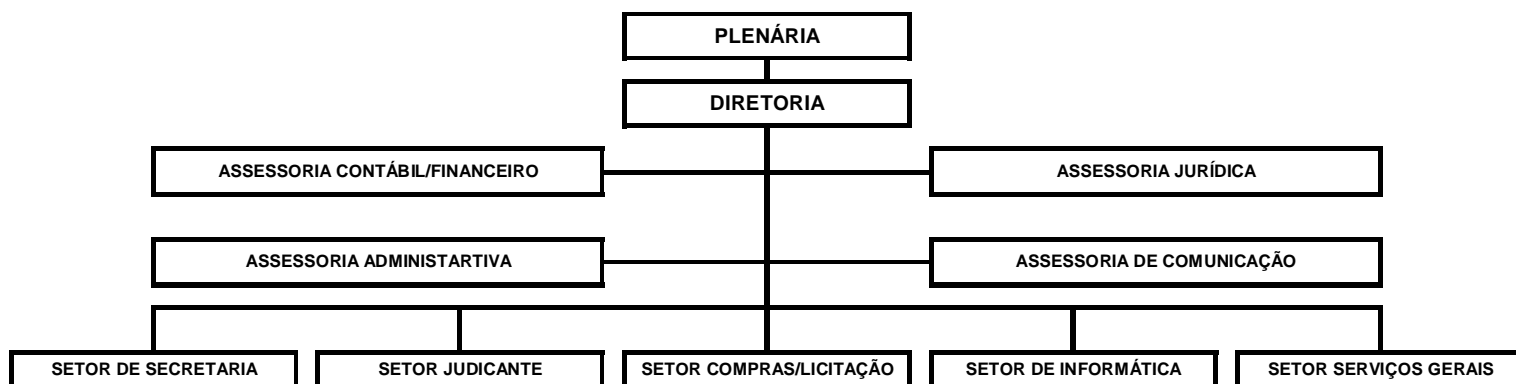 PLENÁRIA
DIRETORIA
ASSESSORIA CONTÁBIL/FINANCEIRO
ASSESSORIA JURÍDICA
ASSESSORIA ADMINISTARTIVA
ASSESSORIA DE COMUNICAÇÃO
SETOR DE SECRETARIA
SETOR JUDICANTE
SETOR COMPRAS/LICITAÇÃO
SETOR DE INFORMÁTICA
SETOR SERVIÇOS GERAIS